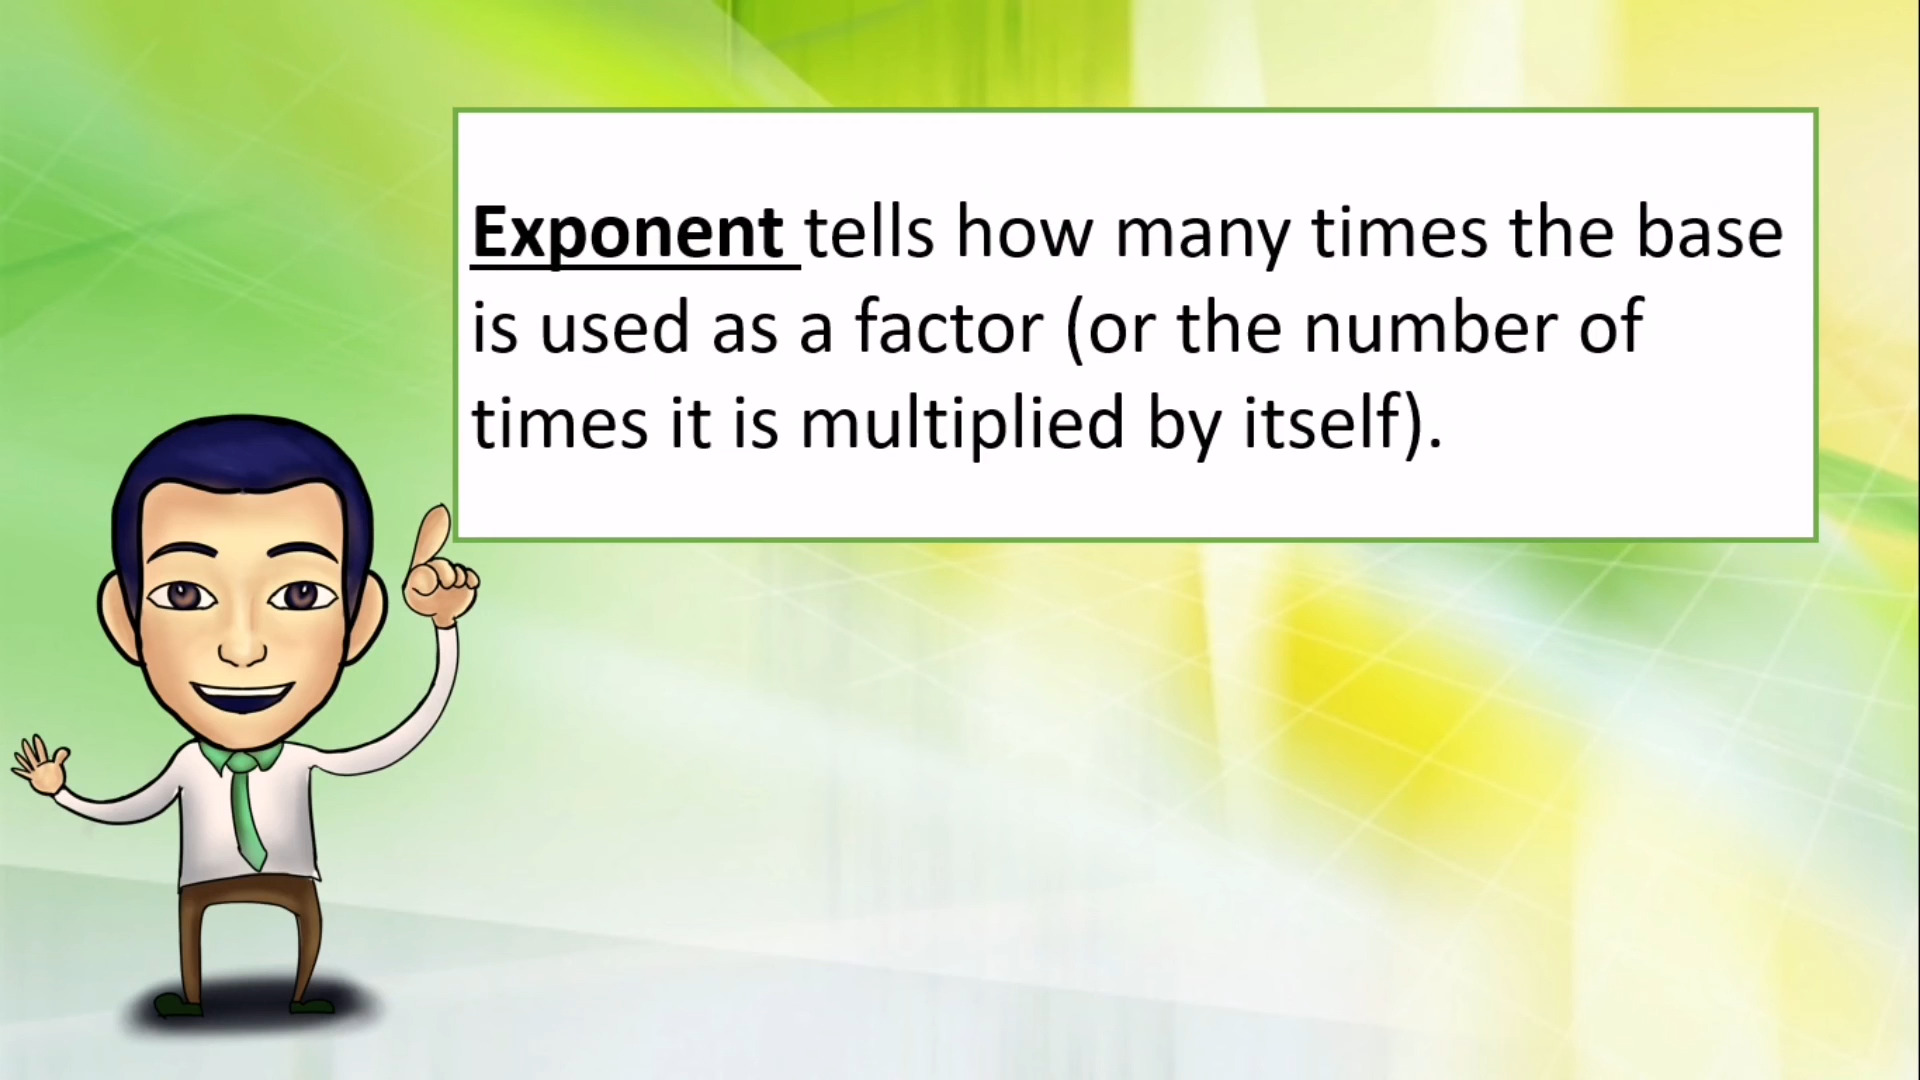 Exponent tells how many times the base
is used as a factor (or the number of
times it is multiplied by itself).